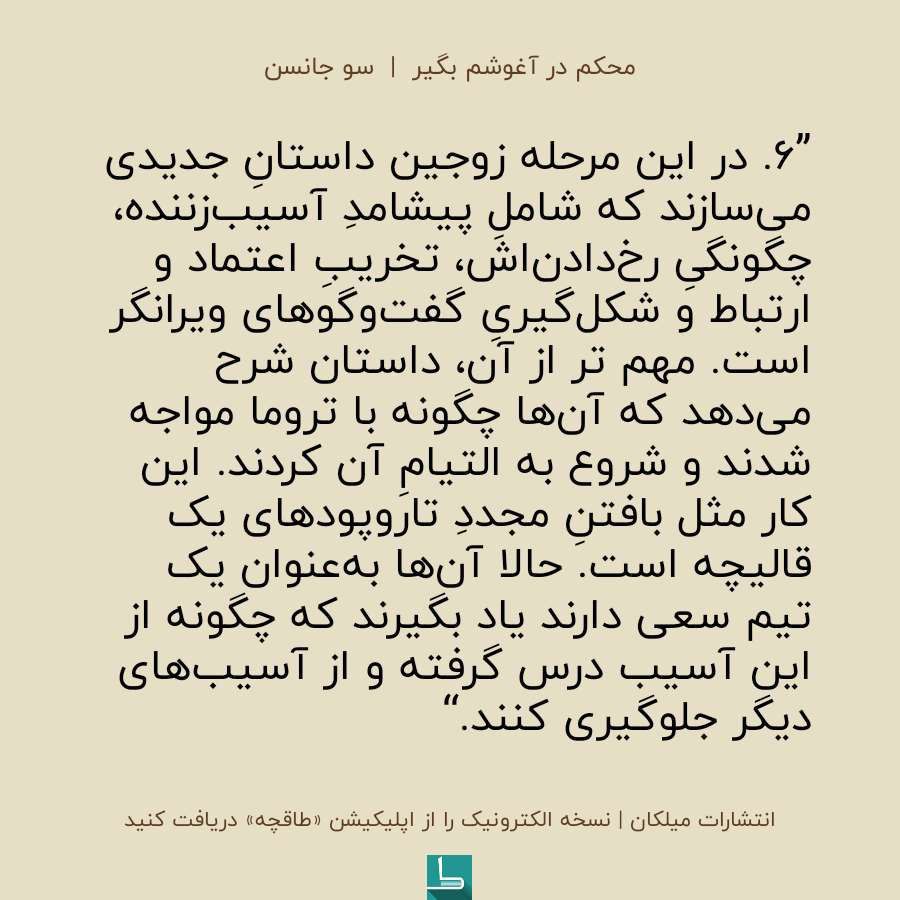 محکم در آغوشم بگیر | سو جانسن
”۶. در این مرحله زوجین داستانِ جدیدی
می‌سازند که شاملِ پیشامدِ آسیب‌زننده،
چگونگیِ رخ‌دادن‌اش، تخریبِ اعتماد و
ارتباط و شکل‌گیریِ گفت‌وگوهای ویرانگر
است. مهم تر از آن، داستان شرح
می‌دهد که آن‌ها چگونه با تروما مواجه
شدند و شروع به التیامِ آن کردند. این
کار مثل بافتنِ مجددِ تاروپودهای یک
قالیچه است. حالا آن‌ها به‌عنوان یک
تیم سعی دارند یاد بگیرند که چگونه از
این آسیب درس گرفته و از آسیب‌های
دیگر جلوگیری کنند.“
انتشارات میلکان | نسخه الکترونیک را از اپلیکیشن «طاقچه» دریافت کنید